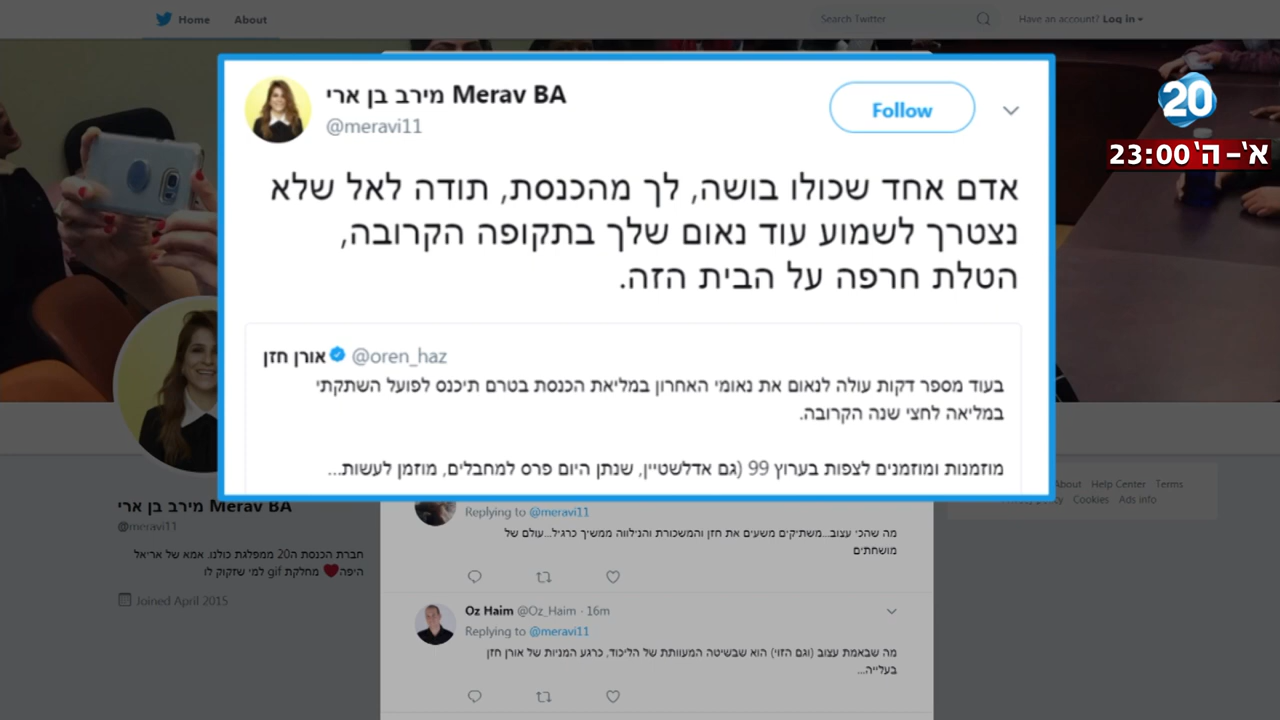 Home About
Search Twitter
Have an account? Log in
20
א'-ה' 23:00
מירב בן ארי Merav BA
@meravi11
Follow
אדם אחד שכולו בושה, לך מהכנסת, תודה לאל שלא
נצטרך לשמוע עוד נאום שלך בתקופה הקרובה,
הטלת חרפה על הבית הזה.
אורן חזן @oren_haz
בעוד מספר דקות עולה לנאום את נאומי האחרון במליאת הכנסת בטרם תיכנס לפועל השתקתי
במליאה לחצי שנה הקרובה.
מוזמנות ומוזמנים לצפות בערוץ 99 (גם אדלשטיין, שנתן היום פרס למחבלים, מוזמן לעשות...
מירב בן ארי Merav BA
@meravi11
חברת הכנסת ה20 ממפלגת כולנו. אמא של אריאל
היפה❤ מחלקת gif למי שזקוק לו
Joined April 2015
Replying to @meravi11
מה שהכי עצוב...משתיקים משעים את חזן והמשכורת והנילווה ממשיך כרגיל...עולם של
מושחתים
Oz Haim @Oz_Haim · 16m
Replying to @meravi11
מה שבאמת עצוב (וגם הזוי) הוא שבשיטה המעוותת של הליכוד, כרגע המניות של אורן חזן
בעלייה...
About Help Center Terms
Cookies Ads info